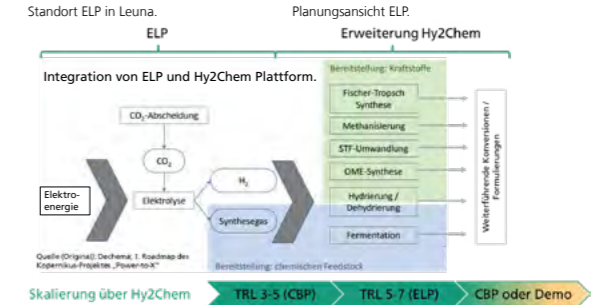 Standort ELP in Leuna.
Planungsansicht ELP.
ELP
Erweiterung Hy2Chem
Integration von ELP und Hy2Chem Plattform.
Bereitstellung: Kraftstoffe
Fischer-Tropsch
Synthese
CO₂-Abscheidung
Methanisierung
STF-Umwandlung
CO₂
OME-Synthese
H₂
Elektro-
energie
Elektrolyse
Hydrierung /
Dehydrierung
Synthesegas
Fermentation
Weiterführende Konversionen /
Formulierungen
Quelle (Original): Dechema, 1. Roadmap des
Kopernikus-Projektes „Power-to-X“
Bereitstellung: chemischen Feedstock
Skalierung über Hy2Chem
TRL 3-5 (CBP)
TRL 5-7 (ELP)
CBP oder Demo